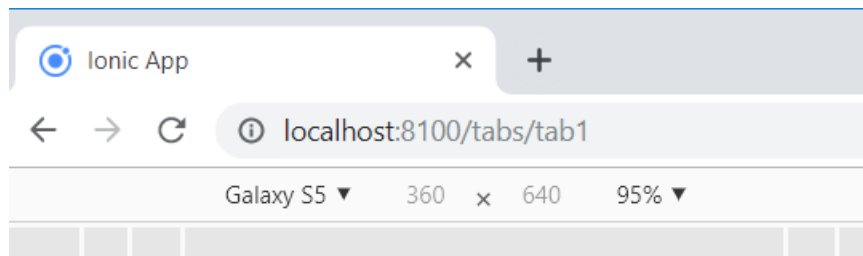 Ionic App
localhost:8100/tabs/tab1
Galaxy S5 ▼ 360 × 640 95% ▼